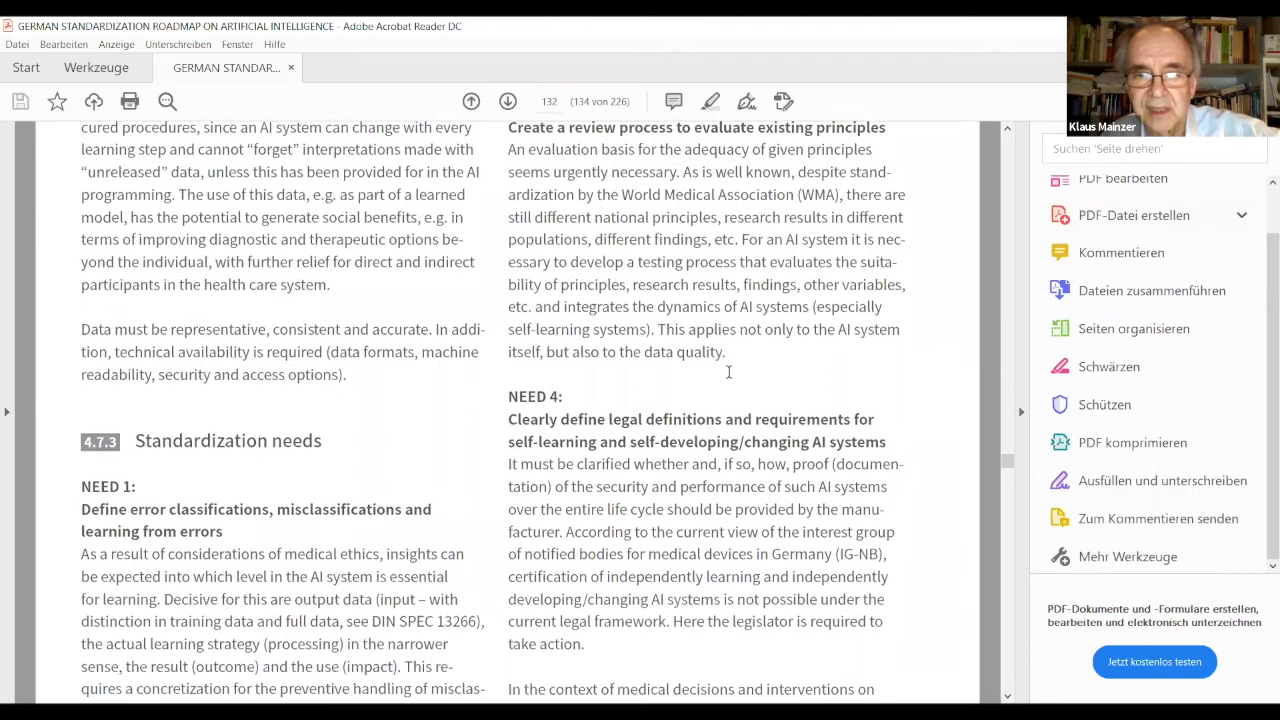 GERMAN STANDARDIZATION ROADMAP ON ARTIFICIAL INTELLIGENCE - Adobe Acrobat Reader DC
Datei Bearbeiten Anzeige Unterschreiben Fenster Hilfe
Start Werkzeuge GERMAN STANDAR... ×
132 (134 von 226)
Klaus Mainzer
cured procedures, since an AI system can change with every
learning step and cannot “forget” interpretations made with
“unreleased” data, unless this has been provided for in the AI
programming. The use of this data, e.g. as part of a learned
model, has the potential to generate social benefits, e.g. in
terms of improving diagnostic and therapeutic options be-
yond the individual, with further relief for direct and indirect
participants in the health care system.
Data must be representative, consistent and accurate. In addi-
tion, technical availability is required (data formats, machine
readability, security and access options).
4.7.3 Standardization needs
NEED 1:
Define error classifications, misclassifications and
learning from errors
As a result of considerations of medical ethics, insights can
be expected into which level in the AI system is essential
for learning. Decisive for this are output data (input – with
distinction in training data and full data, see DIN SPEC 13266),
the actual learning strategy (processing) in the narrower
sense, the result (outcome) and the use (impact). This re-
quires a concretization for the preventive handling of misclas-
Create a review process to evaluate existing principles
An evaluation basis for the adequacy of given principles
seems urgently necessary. As is well known, despite stand-
ardization by the World Medical Association (WMA), there are
still different national principles, research results in different
populations, different findings, etc. For an AI system it is nec-
essary to develop a testing process that evaluates the suita-
bility of principles, research results, findings, other variables,
etc. and integrates the dynamics of AI systems (especially
self-learning systems). This applies not only to the AI system
itself, but also to the data quality.
NEED 4:
Clearly define legal definitions and requirements for
self-learning and self-developing/changing AI systems
It must be clarified whether and, if so, how, proof (documen-
tation) of the security and performance of such AI systems
over the entire life cycle should be provided by the manu-
facturer. According to the current view of the interest group
of notified bodies for medical devices in Germany (IG-NB),
certification of independently learning and independently
developing/changing AI systems is not possible under the
current legal framework. Here the legislator is required to
take action.
In the context of medical decisions and interventions on
Suchen 'Seite drehen'
PDF bearbeiten
PDF-Datei erstellen
Kommentieren
Dateien zusammenführen
Seiten organisieren
Schwärzen
Schützen
PDF komprimieren
Ausfüllen und unterschreiben
Zum Kommentieren senden
Mehr Werkzeuge
PDF-Dokumente und -Formulare erstellen,
bearbeiten und elektronisch unterzeichnen
Jetzt kostenlos testen